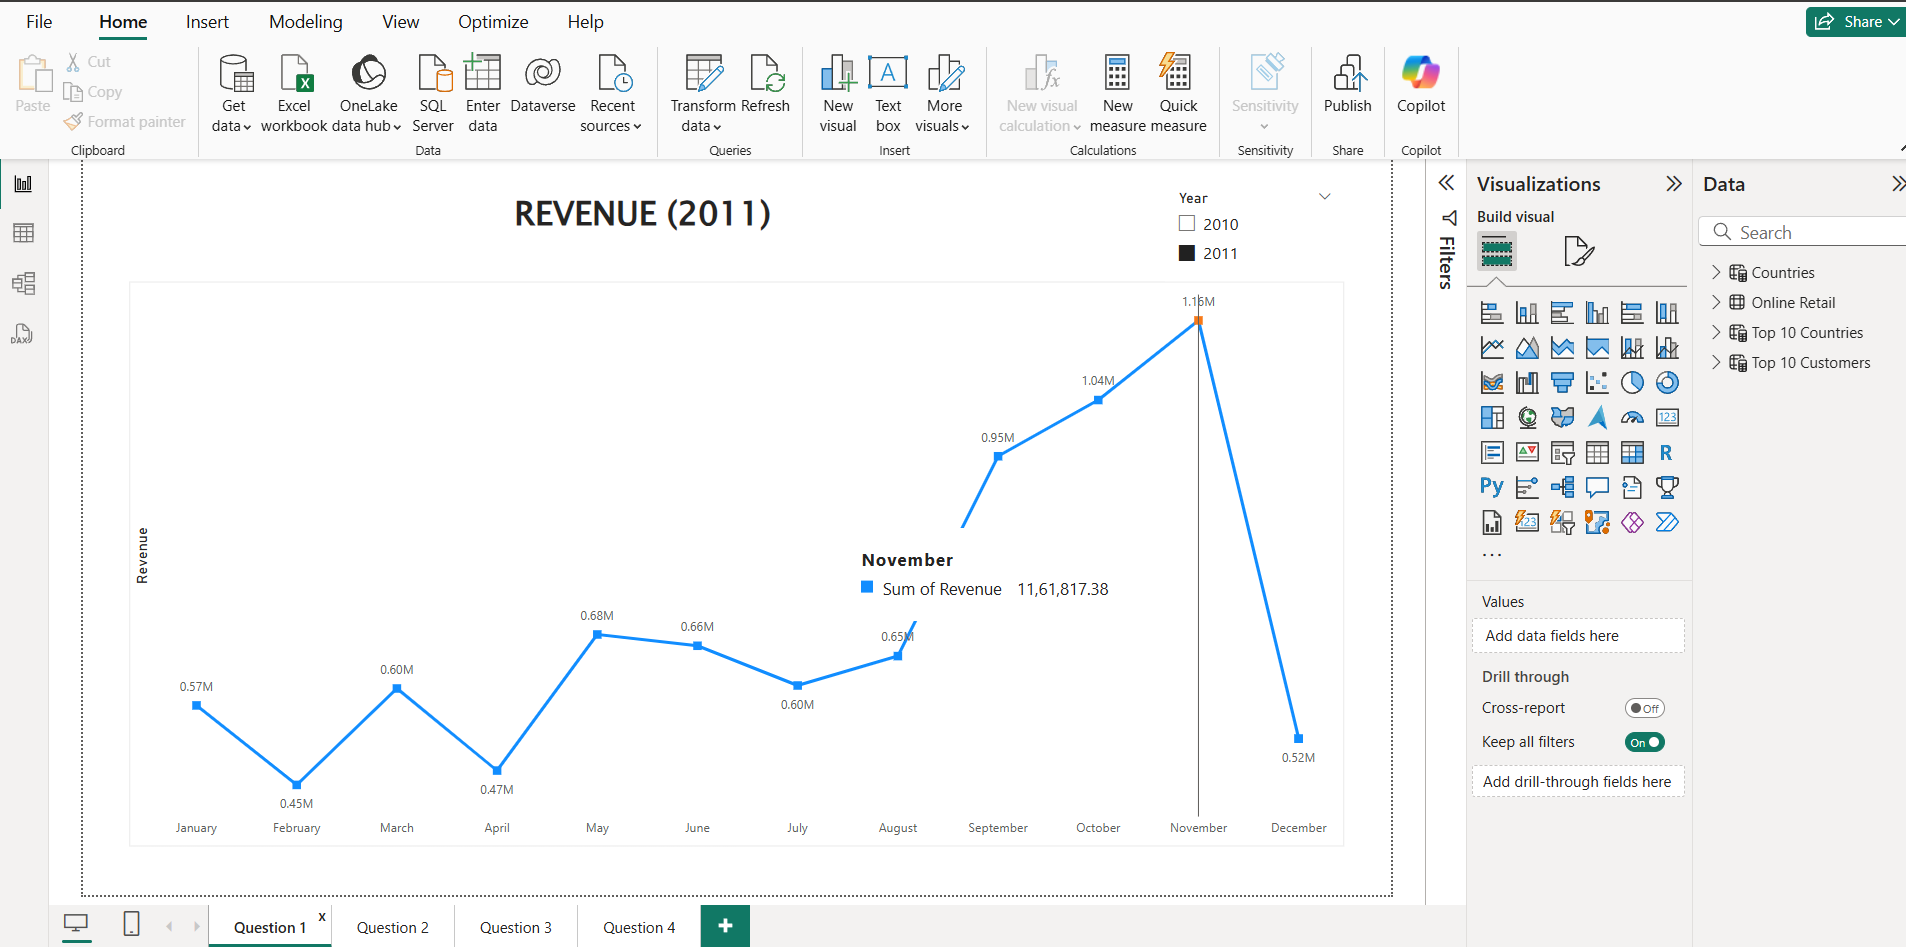 File Home Insert Modeling View Optimize Help Share
Paste
Cut
Copy
Format painter
Clipboard
Get data
Excel workbook
OneLake data hub
SQL Server
Enter data
Dataverse
Recent sources
Data
Transform data
Refresh
Queries
New visual
Text box
More visuals
Insert
New visual calculation
New measure
Quick measure
Calculations
Sensitivity
Sensitivity
Publish
Share
Copilot
Copilot
REVENUE (2011)
Year
2010
2011
Revenue
0.57M
0.45M
0.60M
0.47M
0.68M
0.66M
0.60M
0.65M
0.95M
1.04M
1.16M
0.52M
November
Sum of Revenue 11,61,817.38
January February March April May June July August September October November December
Filters
Visualizations
Build visual
123
R
Py
123
...
Values
Add data fields here
Drill through
Cross-report Off
Keep all filters On
Add drill-through fields here
Data
Search
Countries
Online Retail
Top 10 Countries
Top 10 Customers
DAX
Question 1 x Question 2 Question 3 Question 4 +